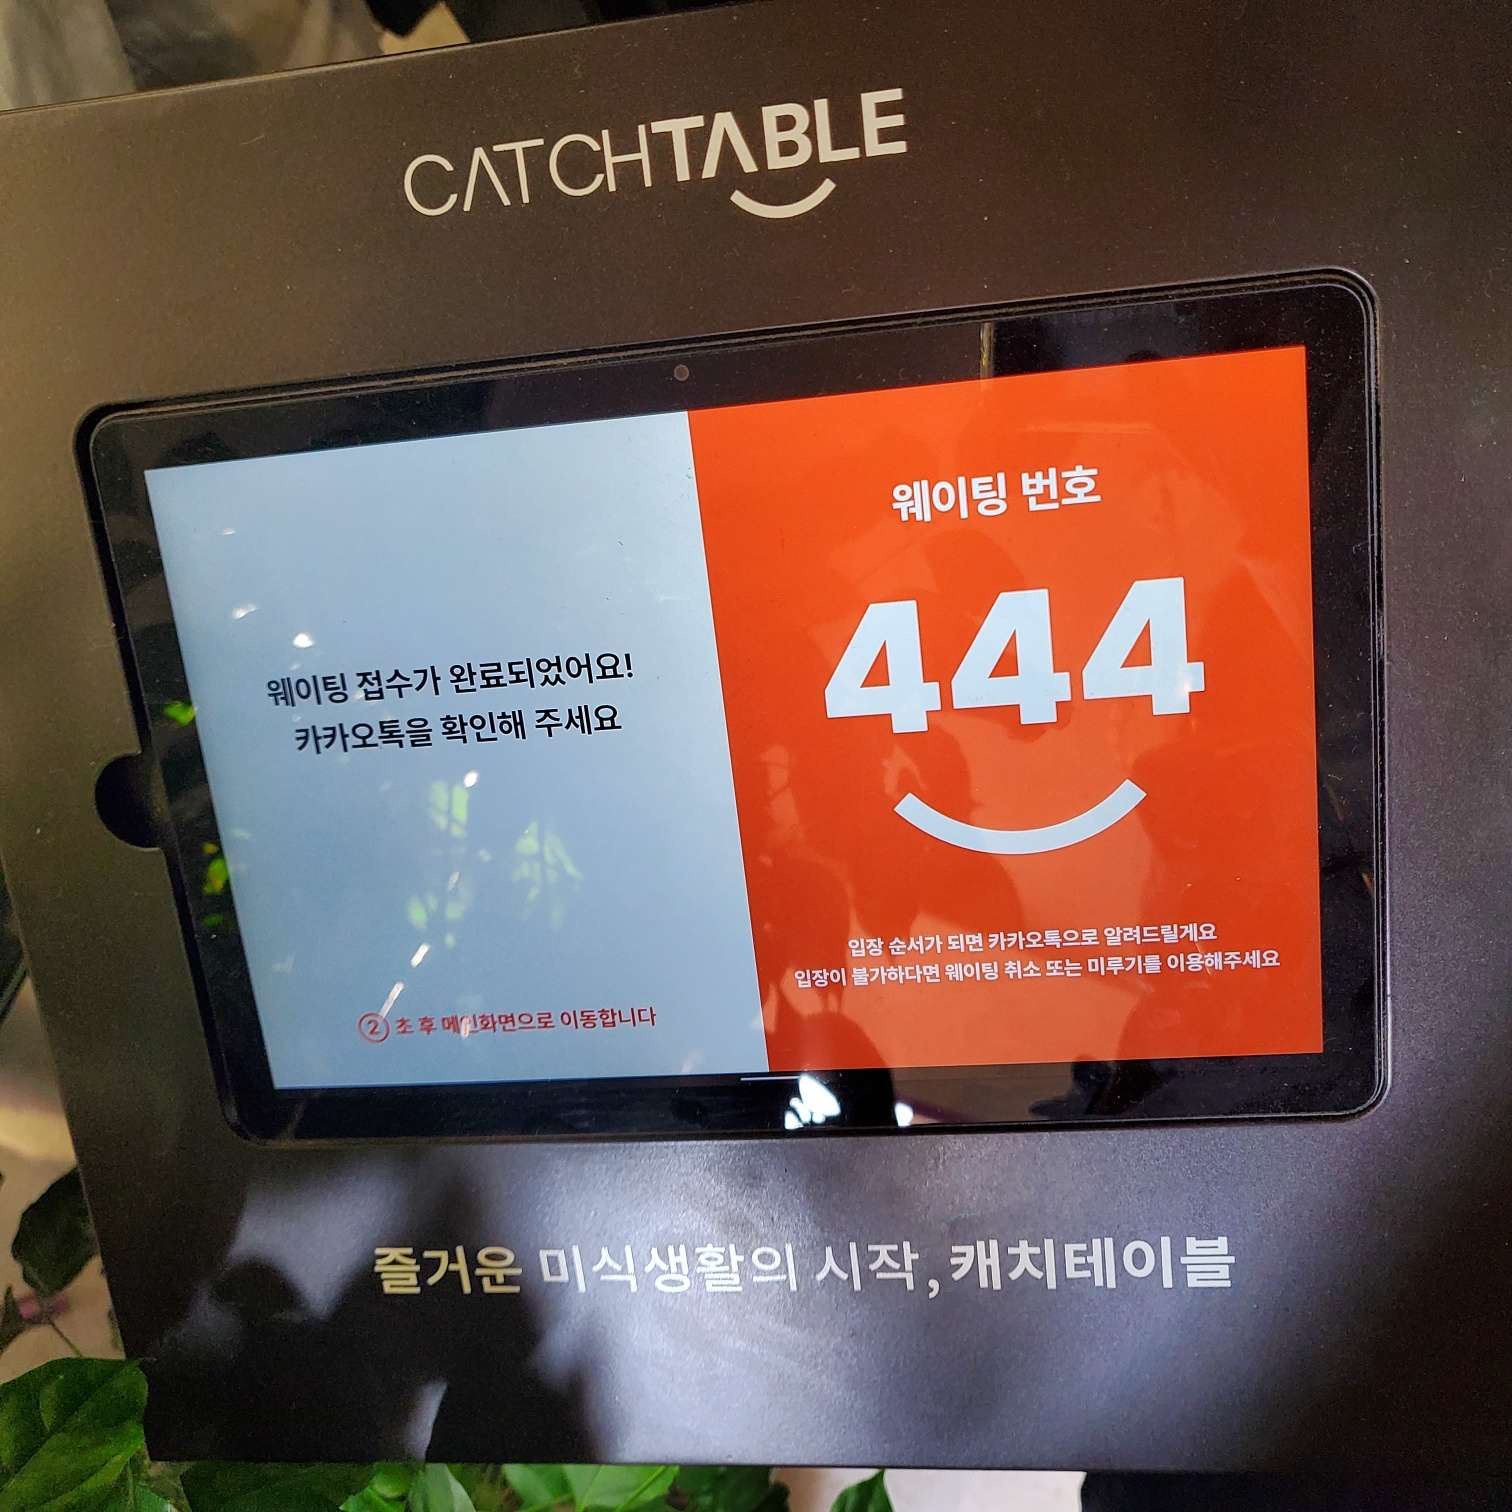 CATCHTABLE
웨이팅 접수가 완료되었어요!
카카오톡을 확인해 주세요
② 초 후 메인화면으로 이동합니다
웨이팅 번호
444
입장 순서가 되면 카카오톡으로 알려드릴게요
입장이 불가하다면 웨이팅 취소 또는 미루기를 이용해주세요
즐거운 미식생활의 시작, 캐치테이블